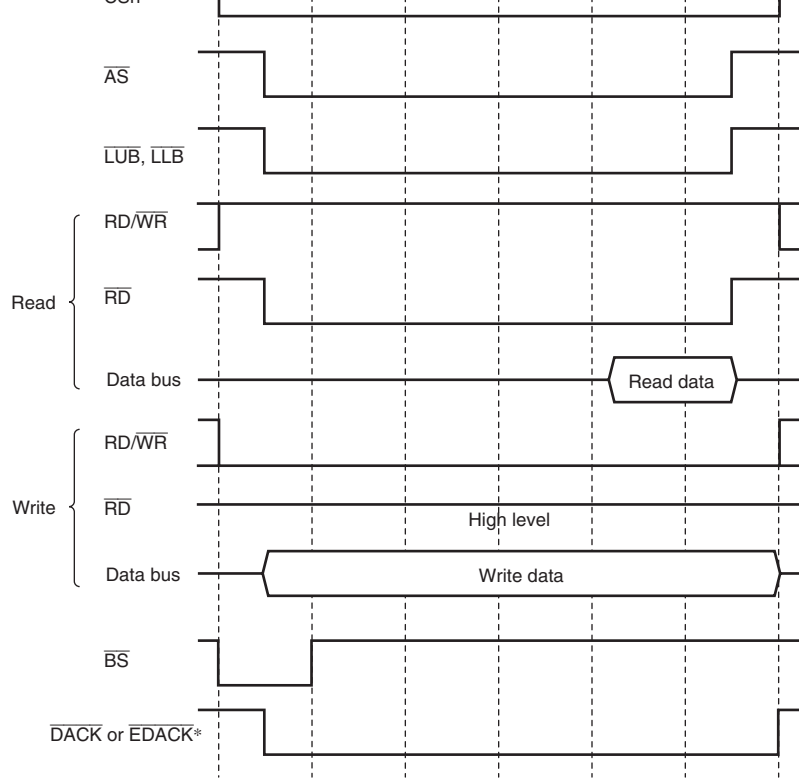 AS
LUB, LLB
RD/WR
Read
RD
Data bus
Read data
RD/WR
Write
RD
High level
Data bus
Write data
BS
DACK or EDACK*